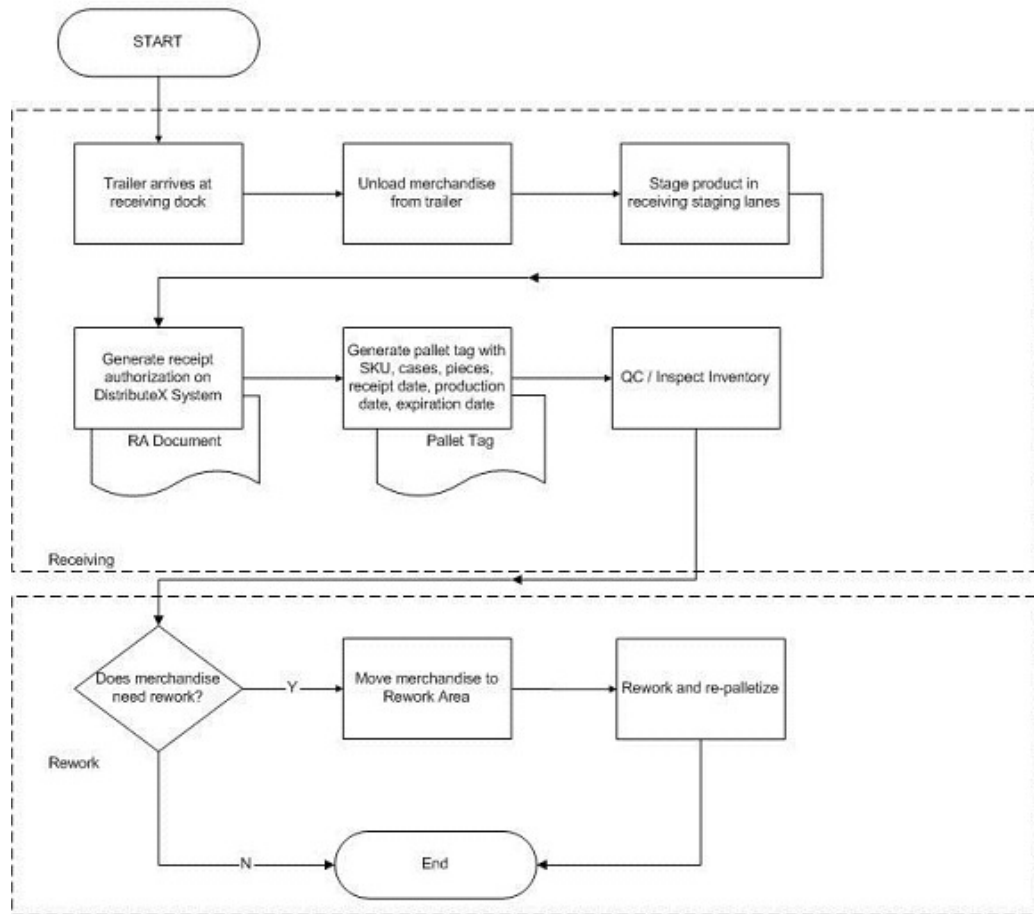 START
Trailer arrives at
receiving dock
Unload merchandise
from trailer
Stage product in
receiving staging lanes
Generate receipt
authorization on
DistributeX System
RA Document
Generate pallet tag with
SKU, cases, pieces,
receipt date, production
date, expiration date
Pallet Tag
QC / Inspect Inventory
Receiving
Does merchandise
need rework?
Y
Move merchandise to
Rework Area
Rework and re-palletize
Rework
N
End